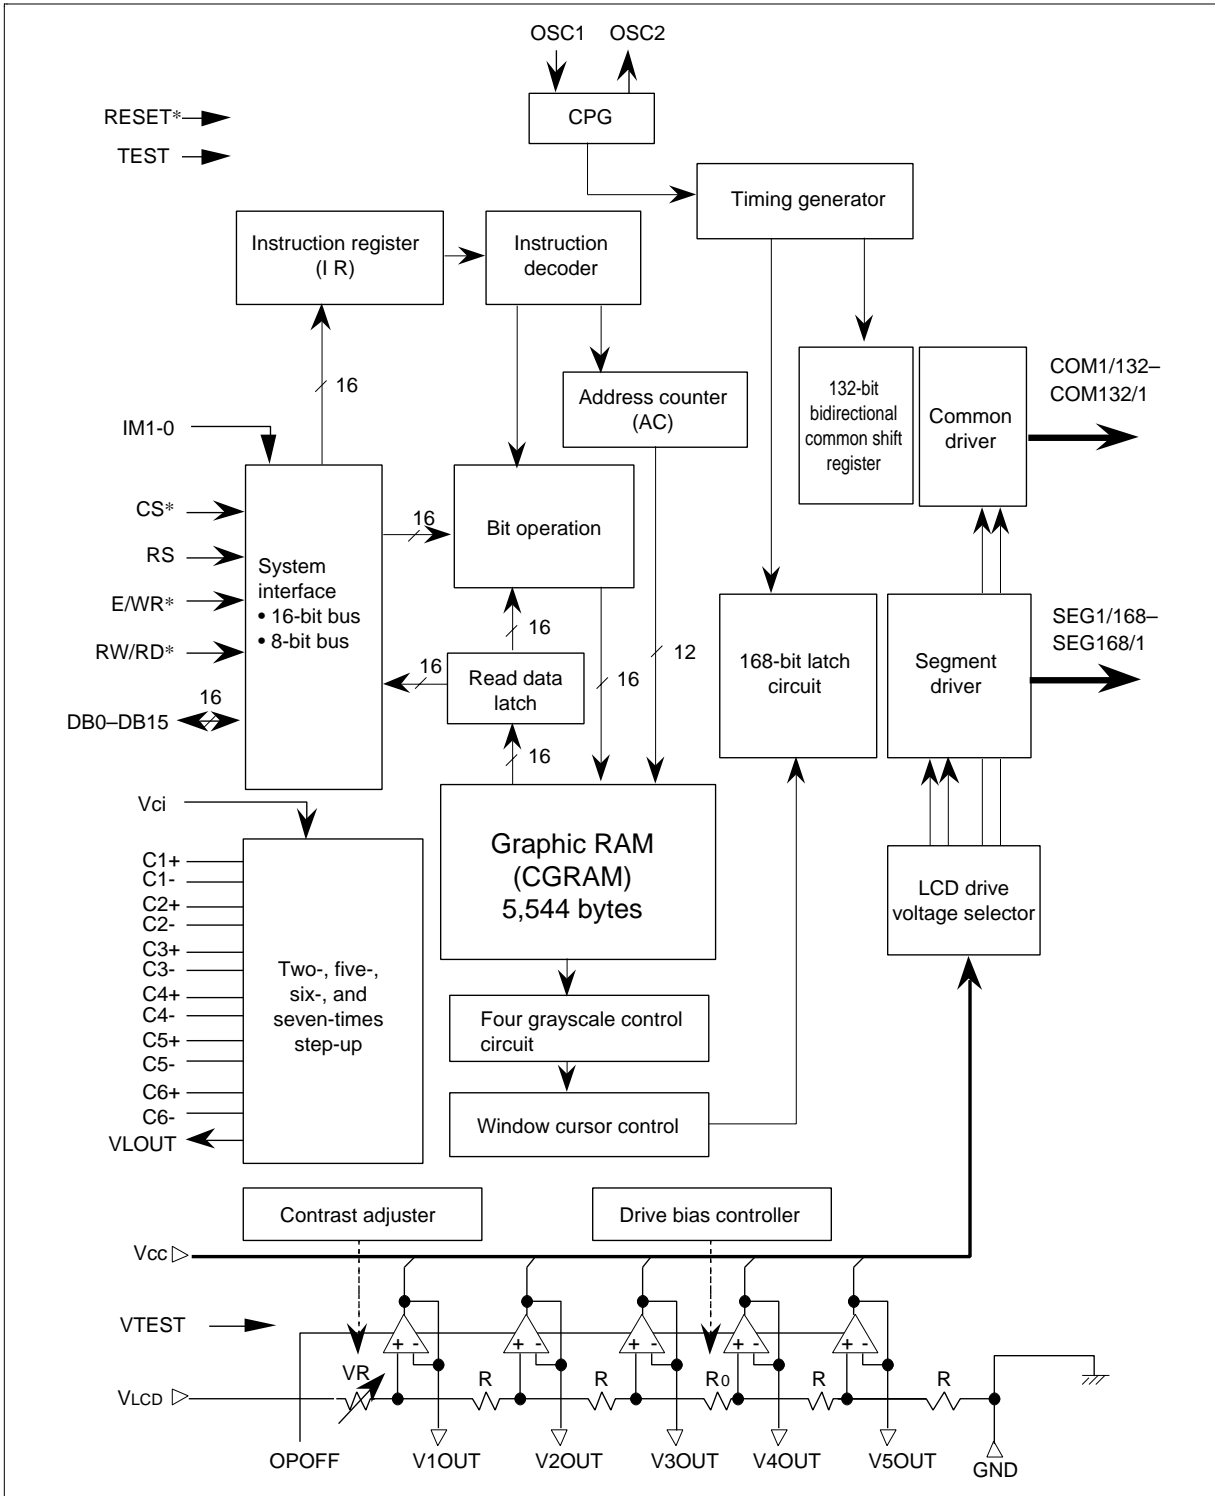 OSC1 OSC2
RESET*
CPG
TEST
Timing generator
Instruction register
(I R)
Instruction
decoder
16
Address counter
(AC)
132-bit
bidirectional
common shift
register
Common
driver
COM1/132–
COM132/1
IM1-0
CS*
RS
E/WR*
RW/RD*
DB0–DB15
16
System
interface
• 16-bit bus
• 8-bit bus
16
Bit operation
16
16
Read data
latch
16
16
12
168-bit latch
circuit
Segment
driver
SEG1/168–
SEG168/1
Vci
C1+
C1-
C2+
C2-
C3+
C3-
C4+
C4-
C5+
C5-
C6+
C6-
VLOUT
Two-, five-,
six-, and
seven-times
step-up
Graphic RAM
(CGRAM)
5,544 bytes
LCD drive
voltage selector
Four grayscale control
circuit
Window cursor control
Contrast adjuster
Drive bias controller
Vcc
VTEST
+ - + - + - + - + -
VR R R R0 R R
VLCD
OPOFF V1OUT V2OUT V3OUT V4OUT V5OUT GND